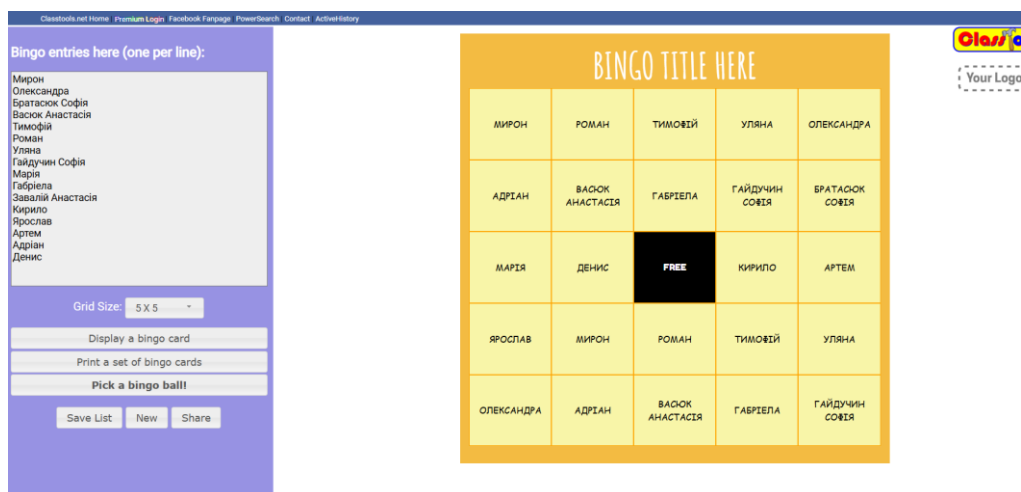 Classtools.net Home Premium Login Facebook Fanpage PowerSearch Contact ActiveHistory
Bingo entries here (one per line):
Мирон
Олександра
Братасюк Софія
Васюк Анастасія
Тимофій
Роман
Уляна
Гайдучин Софія
Марія
Габріела
Завалій Анастасія
Кирило
Ярослав
Артем
Адріан
Денис
Grid Size: 5 X 5
Display a bingo card
Print a set of bingo cards
Pick a bingo ball!
Save List New Share
BINGO TITLE HERE
МИРОН РОМАН ТИМОФІЙ УЛЯНА ОЛЕКСАНДРА
АДРІАН ВАСЮК АНАСТАСІЯ ГАБРІЕЛА ГАЙДУЧИН СОФІЯ БРАТАСЮК СОФІЯ
МАРІЯ ДЕНИС FREE КИРИЛО АРТЕМ
ЯРОСЛАВ МИРОН РОМАН ТИМОФІЙ УЛЯНА
ОЛЕКСАНДРА АДРІАН ВАСЮК АНАСТАСІЯ ГАБРІЕЛА ГАЙДУЧИН СОФІЯ
Your Logo